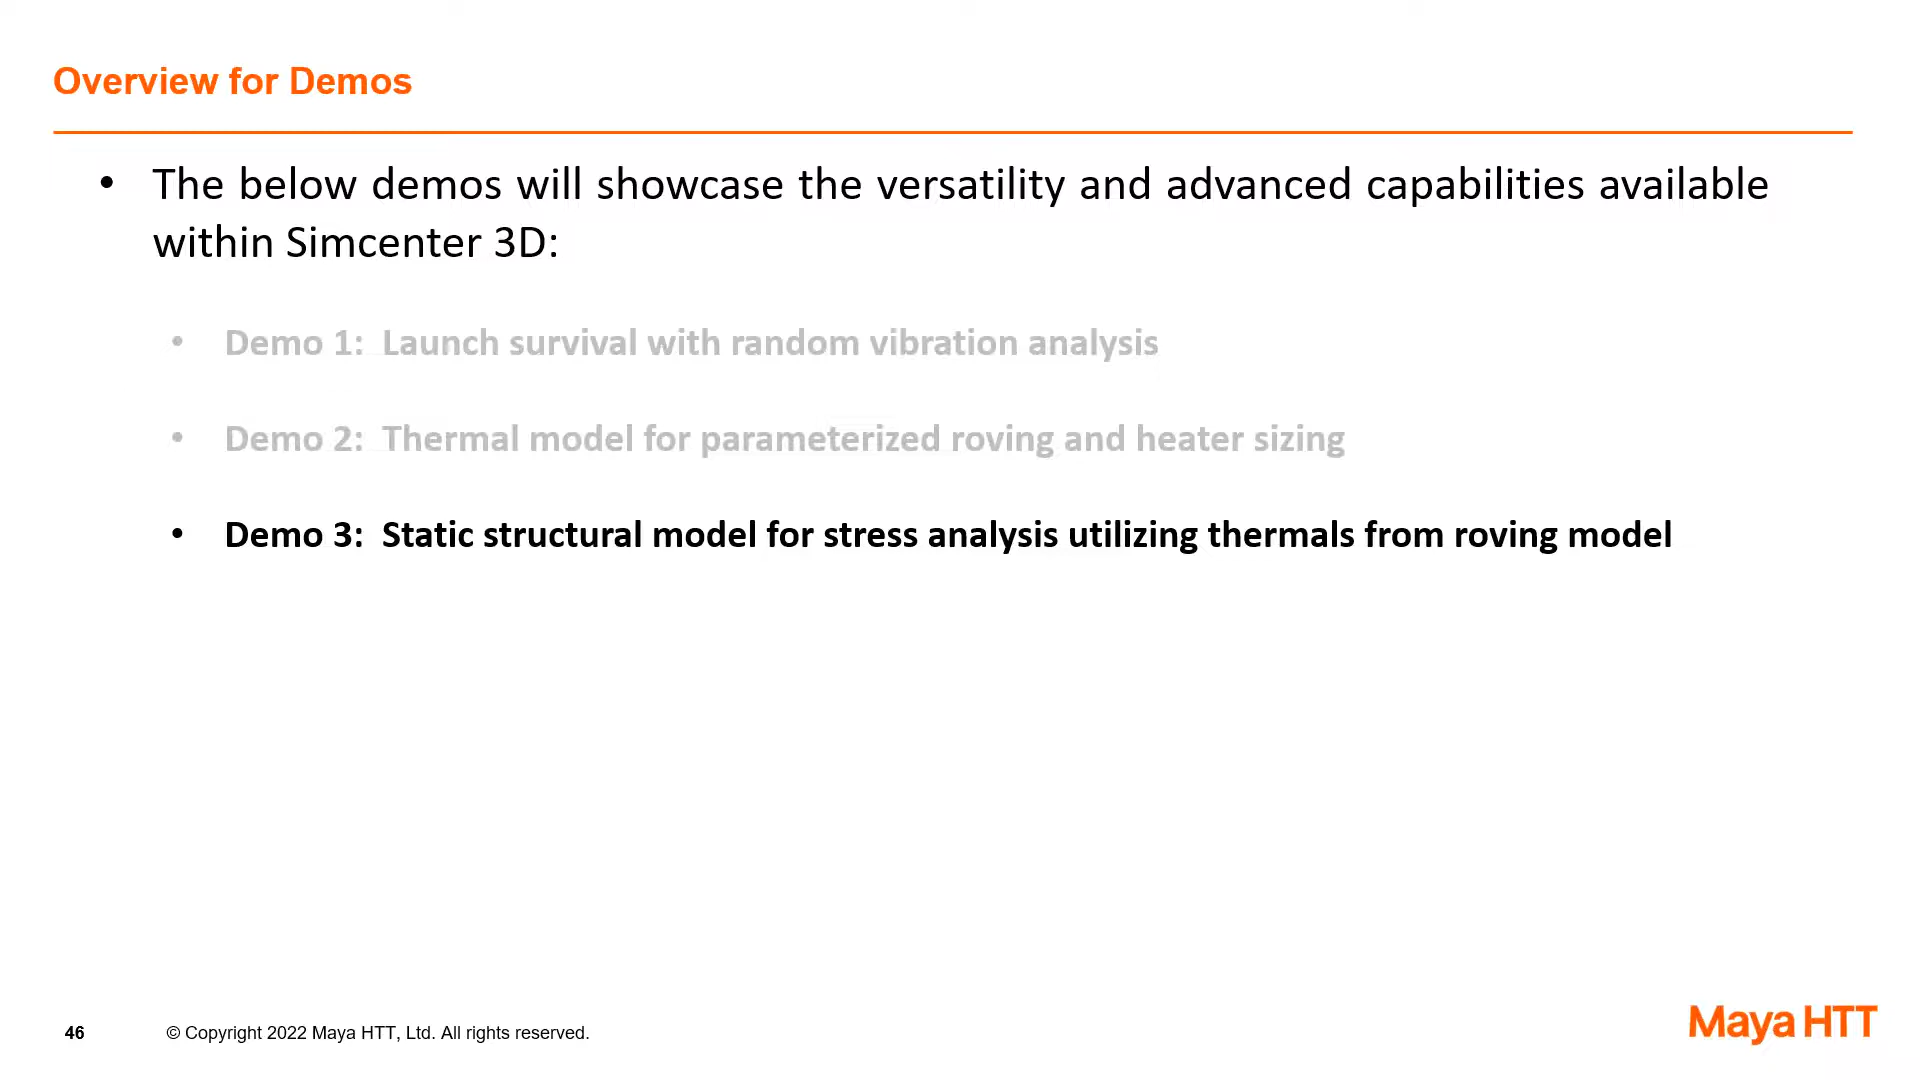 Overview for Demos
• The below demos will showcase the versatility and advanced capabilities available
within Simcenter 3D:
• Demo 1: Launch survival with random vibration analysis
• Demo 2: Thermal model for parameterized roving and heater sizing
• Demo 3: Static structural model for stress analysis utilizing thermals from roving model
46 © Copyright 2022 Maya HTT, Ltd. All rights reserved.
Maya HTT